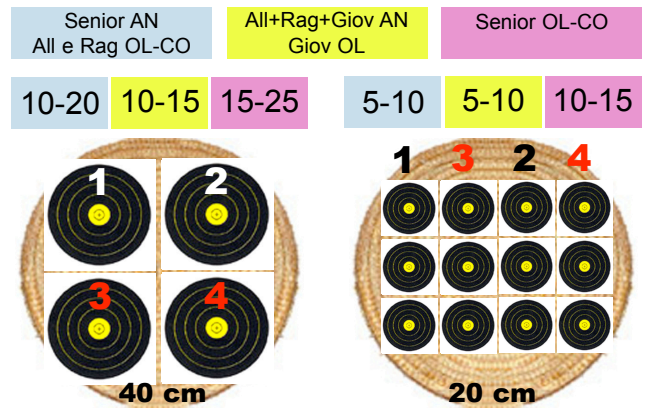 Senior AN
All e Rag OL-CO
All+Rag+Giov AN
Giov OL
Senior OL-CO
10-20 10-15 15-25
5-10 5-10 10-15
1 2
3 4
40 cm
1 3 2 4
20 cm